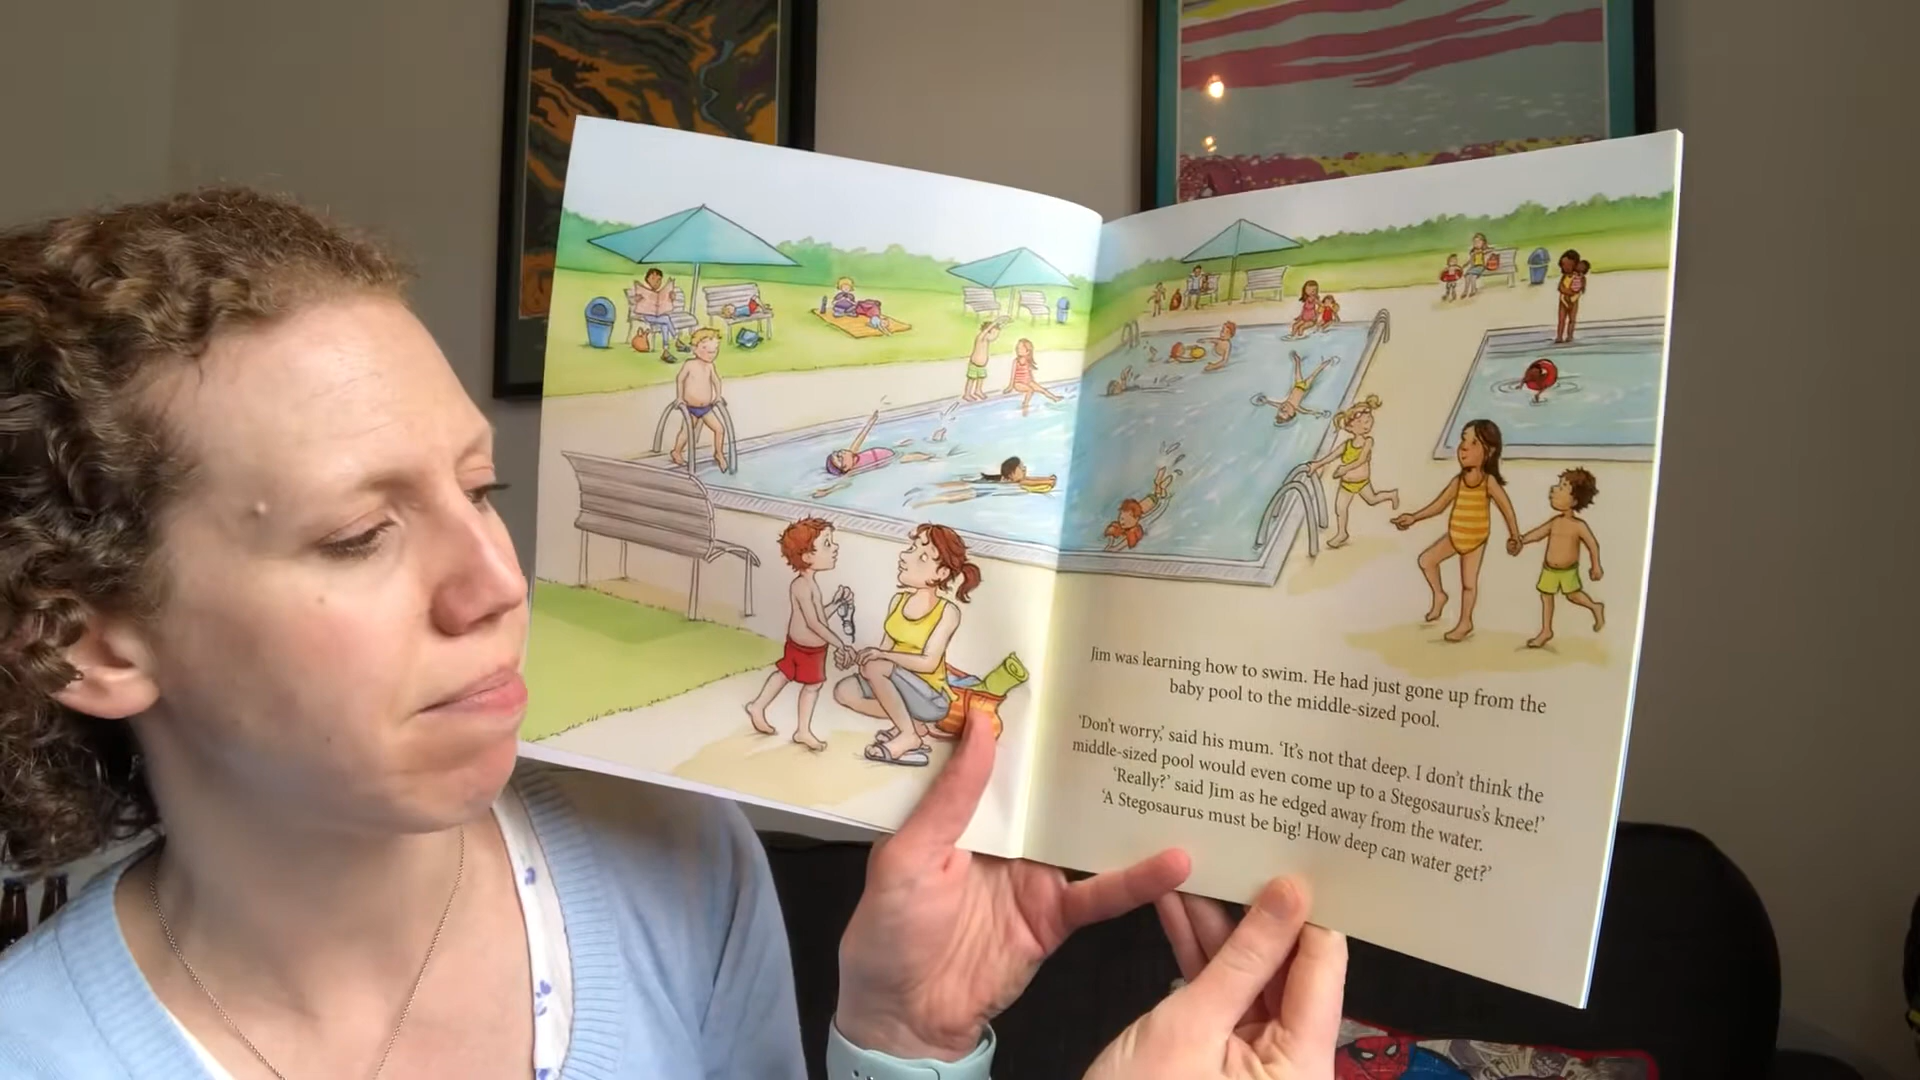 Jim was learning how to swim. He had just gone up from the
baby pool to the middle-sized pool.
'Don't worry,' said his mum. 'It's not that deep. I don't think the
middle-sized pool would even come up to a Stegosaurus's knee!'
'Really?' said Jim as he edged away from the water.
'A Stegosaurus must be big! How deep can water get?'